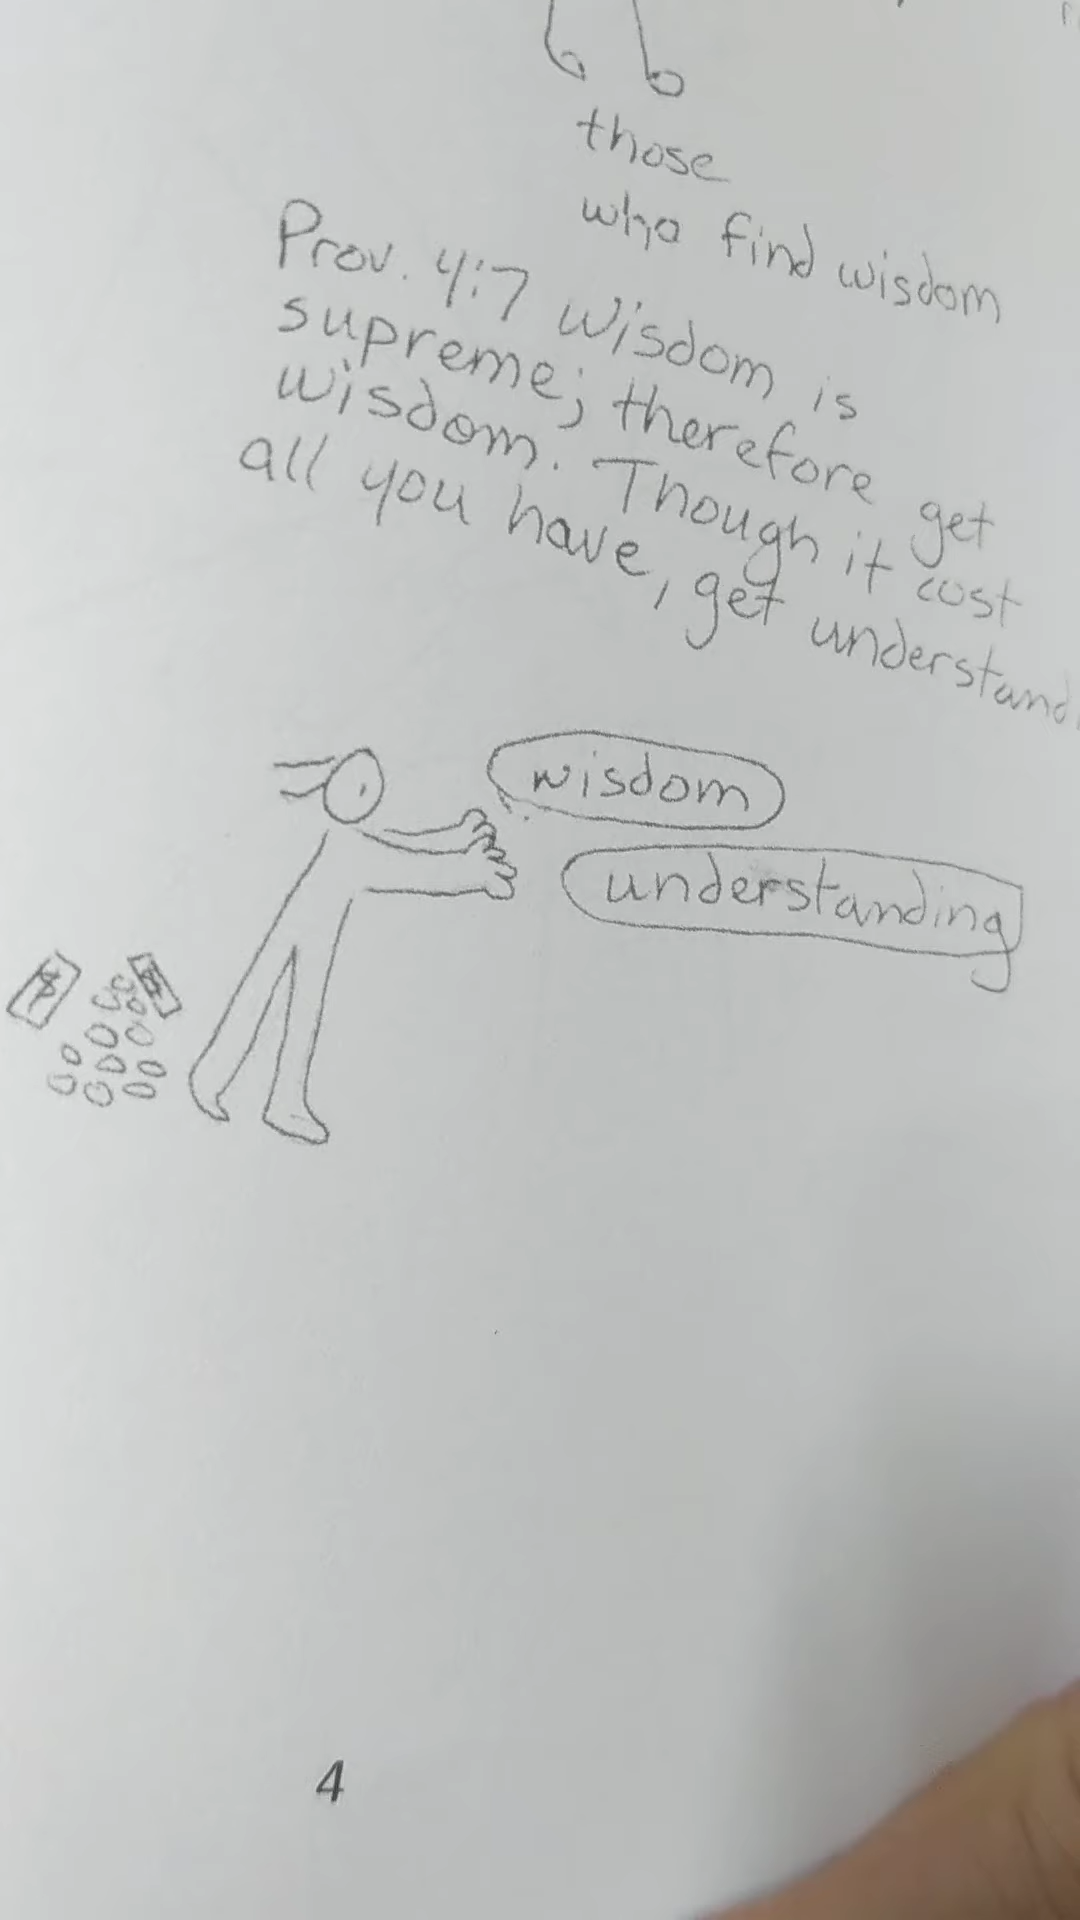 those
who find wisdom
Prov. 4:7 Wisdom is
supreme; therefore get
wisdom. Though it cost
all you have, get understand
wisdom
understanding
$ $
4